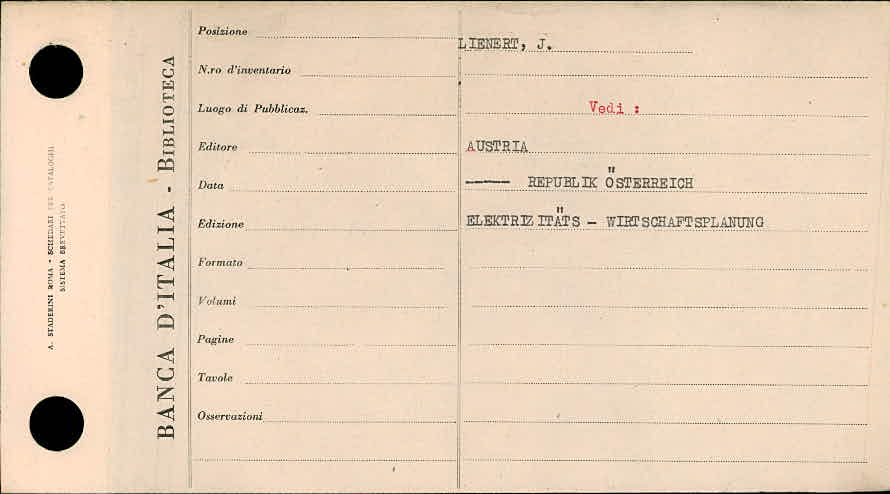 Posizione
LIENERT, J.
N.ro d'inventario
Luogo di Pubblicaz.
Vedi :
Editore
AUSTRIA
Data
——— REPUBLIK ÖSTERREICH
Edizione
ELEKTRIZITÄTS - WIRTSCHAFTSPLANUNG
Formato
Volumi
Pagine
Tavole
Osservazioni
BANCA D'ITALIA - BIBLIOTECA
A. STADERINI ROMA - SCHEDARI PER CATALOGHI
SISTEMA BREVETTATO